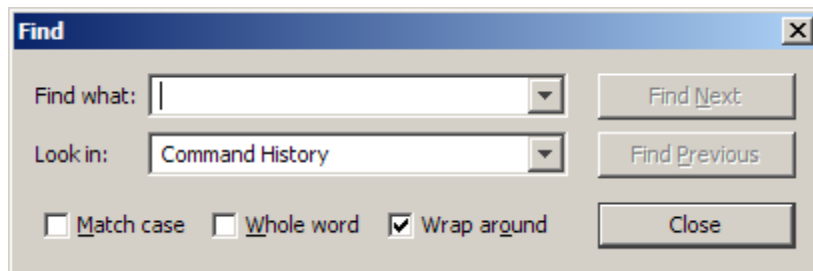 Find
Find what: Find Next
Look in: Command History Find Previous
Match case Whole word Wrap around Close